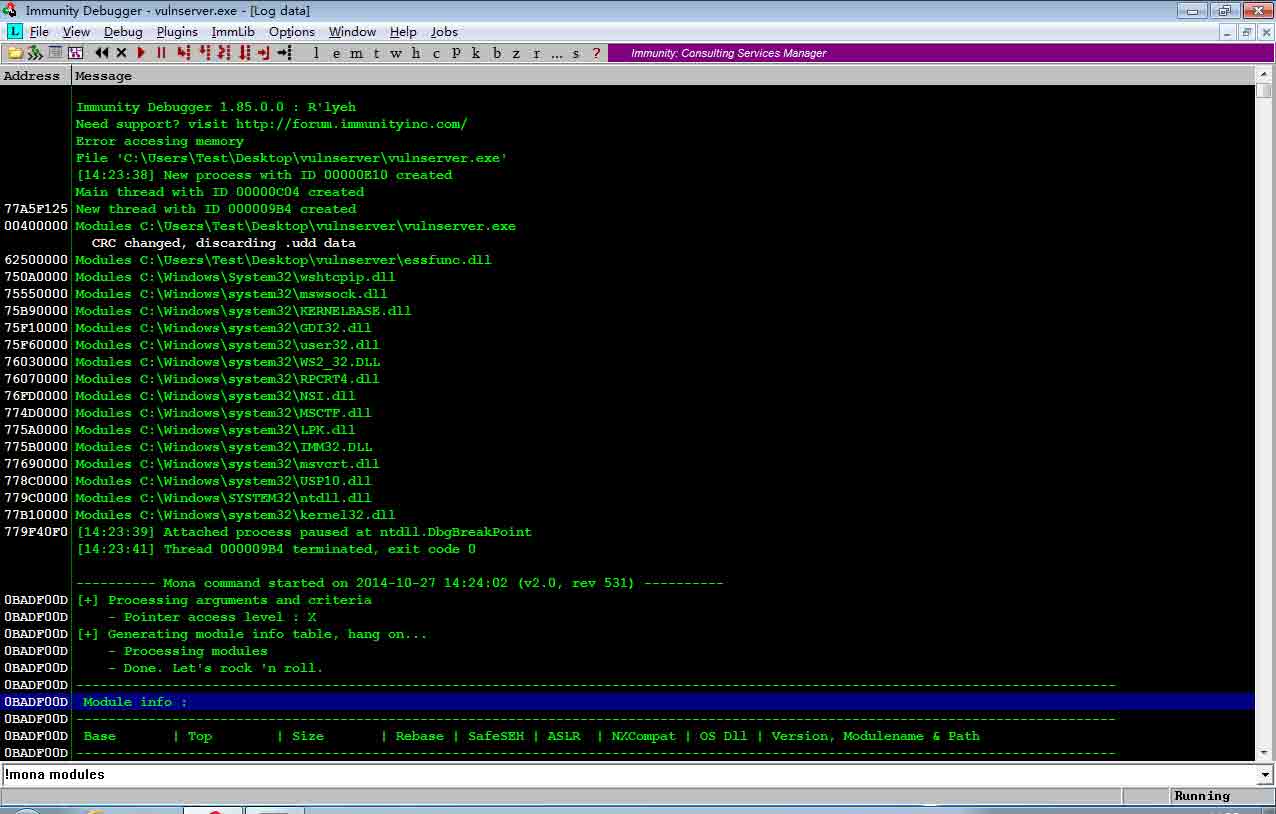 Immunity Debugger - vulnserver.exe - [Log data]
L File View Debug Plugins ImmLib Options Window Help Jobs
l e m t w h c P k b z r ... s ? Immunity: Consulting Services Manager
Address Message
Immunity Debugger 1.85.0.0 : R'lyeh
Need support? visit http://forum.immunityinc.com/
Error accesing memory
File 'C:\Users\Test\Desktop\vulnserver\vulnserver.exe'
[14:23:38] New process with ID 00000E10 created
Main thread with ID 00000C04 created
77A5F125 New thread with ID 000009B4 created
00400000 Modules C:\Users\Test\Desktop\vulnserver\vulnserver.exe
CRC changed, discarding .udd data
62500000 Modules C:\Users\Test\Desktop\vulnserver\essfunc.dll
750A0000 Modules C:\Windows\System32\wshtcpip.dll
75550000 Modules C:\Windows\system32\mswsock.dll
75B90000 Modules C:\Windows\system32\KERNELBASE.dll
75F10000 Modules C:\Windows\system32\GDI32.dll
75F60000 Modules C:\Windows\system32\user32.dll
76030000 Modules C:\Windows\system32\WS2_32.DLL
76070000 Modules C:\Windows\system32\RPCRT4.dll
76FD0000 Modules C:\Windows\system32\NSI.dll
774D0000 Modules C:\Windows\system32\MSCTF.dll
775A0000 Modules C:\Windows\system32\LPK.dll
775B0000 Modules C:\Windows\system32\IMM32.DLL
77690000 Modules C:\Windows\system32\msvcrt.dll
778C0000 Modules C:\Windows\system32\USP10.dll
779C0000 Modules C:\Windows\SYSTEM32\ntdll.dll
77B10000 Modules C:\Windows\system32\kernel32.dll
779F40F0 [14:23:39] Attached process paused at ntdll.DbgBreakPoint
[14:23:41] Thread 000009B4 terminated, exit code 0
---------- Mona command started on 2014-10-27 14:24:02 (v2.0, rev 531) ----------
0BADF00D [+] Processing arguments and criteria
0BADF00D - Pointer access level : X
0BADF00D [+] Generating module info table, hang on...
0BADF00D - Processing modules
0BADF00D - Done. Let's rock 'n roll.
0BADF00D ----------------------------------------------------------------------------------------------------------------------------------
0BADF00D Module info :
0BADF00D ----------------------------------------------------------------------------------------------------------------------------------
0BADF00D Base | Top | Size | Rebase | SafeSEH | ASLR | NXCompat | OS Dll | Version, Modulename & Path
0BADF00D ----------------------------------------------------------------------------------------------------------------------------------
!mona modules
Running